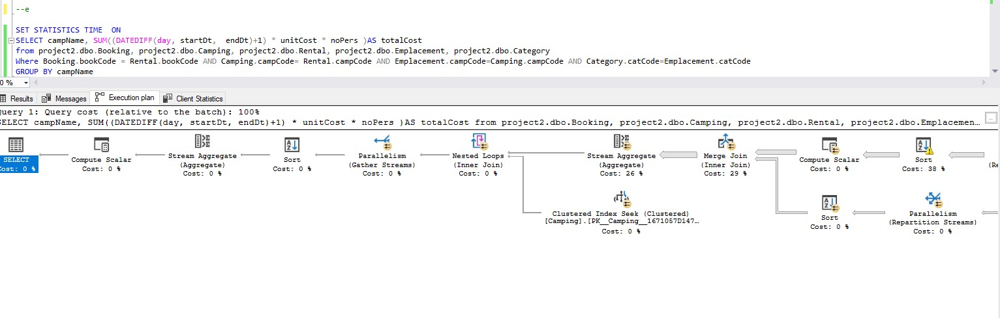 --e
SET STATISTICS TIME  ON
SELECT campName, SUM((DATEDIFF(day, startDt,  endDt)+1) * unitCost * noPers )AS totalCost
from project2.dbo.Booking, project2.dbo.Camping, project2.dbo.Rental, project2.dbo.Emplacement, project2.dbo.Category
Where Booking.bookCode = Rental.bookCode AND Camping.campCode= Rental.campCode AND Emplacement.campCode=Camping.campCode AND Category.catCode=Emplacement.catCode
GROUP BY campName
0 %
Results Messages Execution plan Client Statistics
Query 1: Query cost (relative to the batch): 100%
SELECT campName, SUM((DATEDIFF(day, startDt, endDt)+1) * unitCost * noPers )AS totalCost from project2.dbo.Booking, project2.dbo.Camping, project2.dbo.Rental, project2.dbo.Emplacemen…
SELECT
Cost: 0 %
Compute Scalar
Cost: 0 %
Stream Aggregate
(Aggregate)
Cost: 0 %
Sort
Cost: 0 %
Parallelism
(Gather Streams)
Cost: 0 %
Nested Loops
(Inner Join)
Cost: 0 %
Stream Aggregate
(Aggregate)
Cost: 26 %
Merge Join
(Inner Join)
Cost: 29 %
Compute Scalar
Cost: 0 %
Sort
Cost: 38 %
(Re
Clustered Index Seek (Clustered)
[Camping].[PK__Camping__1671057D147…
Cost: 0 %
Sort
Cost: 0 %
Parallelism
(Repartition Streams)
Cost: 0 %